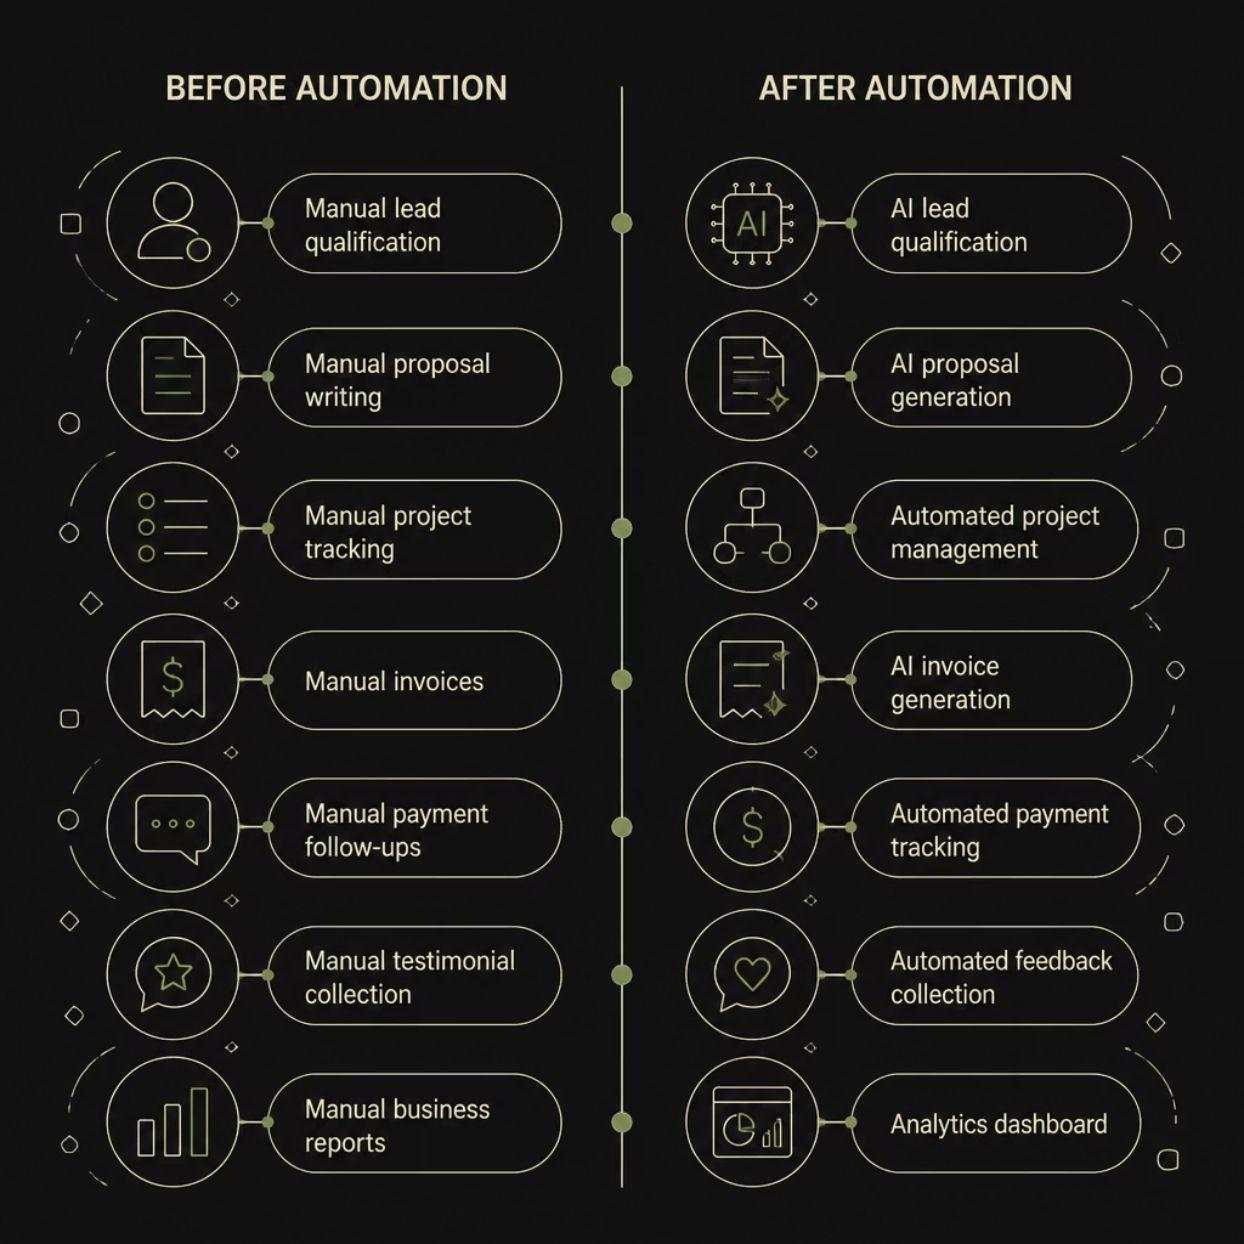 BEFORE AUTOMATION
Manual lead
qualification
Manual proposal
writing
Manual project
tracking
$
Manual invoices
Manual payment
follow-ups
Manual testimonial
collection
Manual business
reports
AFTER AUTOMATION
AI
AI lead
qualification
AI proposal
generation
Automated project
management
AI invoice
generation
$
Automated payment
tracking
Automated feedback
collection
Analytics dashboard